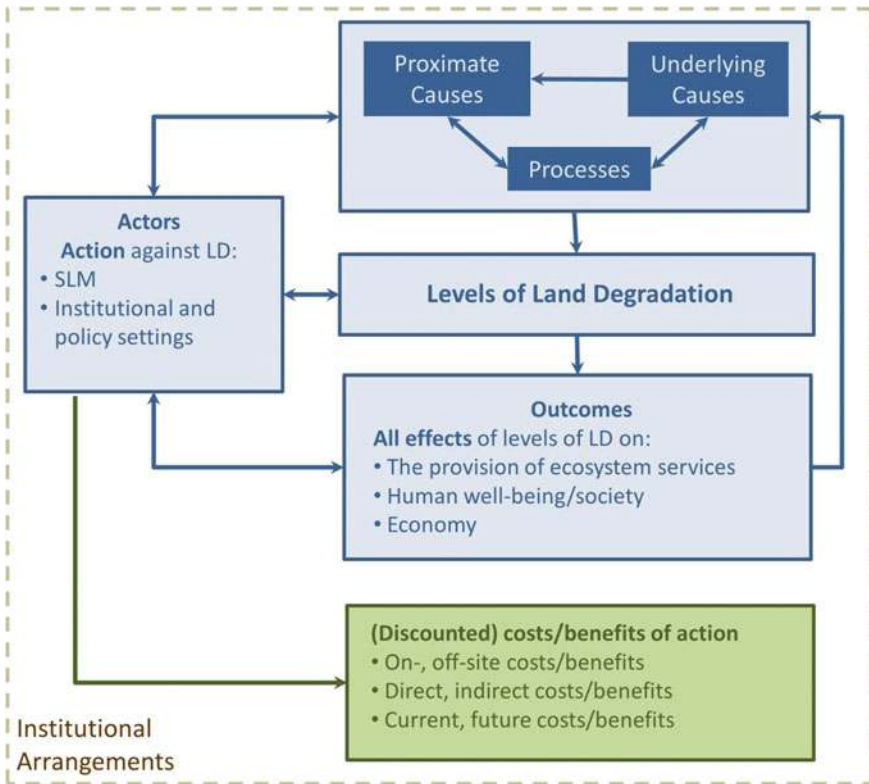 Proximate
Causes
Underlying
Causes
Processes
Actors
Action against LD:
• SLM
• Institutional and
policy settings
Levels of Land Degradation
Outcomes
All effects of levels of LD on:
• The provision of ecosystem services
• Human well-being/society
• Economy
(Discounted) costs/benefits of action
• On-, off-site costs/benefits
• Direct, indirect costs/benefits
• Current, future costs/benefits
Institutional
Arrangements